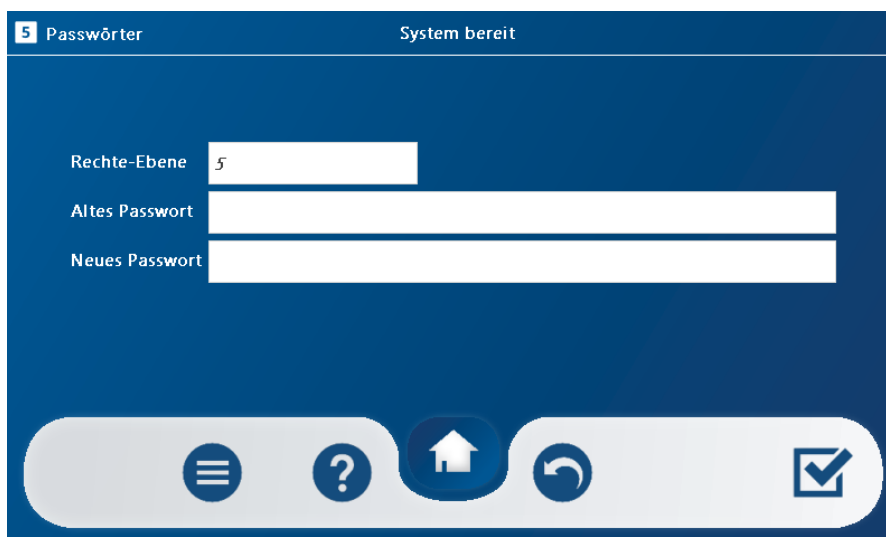 5 Passwörter System bereit
Rechte-Ebene 5
Altes Passwort
Neues Passwort
?